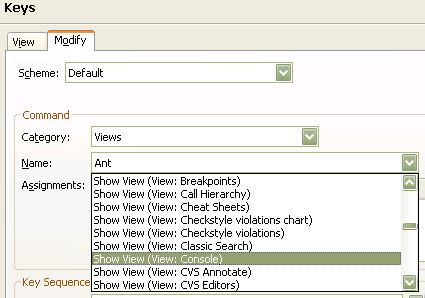 Keys
View Modify
Scheme: Default
Command
Category: Views
Name: Ant
Assignments: Show View (View: Breakpoints)
Show View (View: Call Hierarchy)
Show View (View: Cheat Sheets)
Show View (View: Checkstyle violations chart)
Show View (View: Checkstyle violations)
Show View (View: Classic Search)
Show View (View: Console)
Show View (View: CVS Annotate)
Key Sequence Show View (View: CVS Editors)